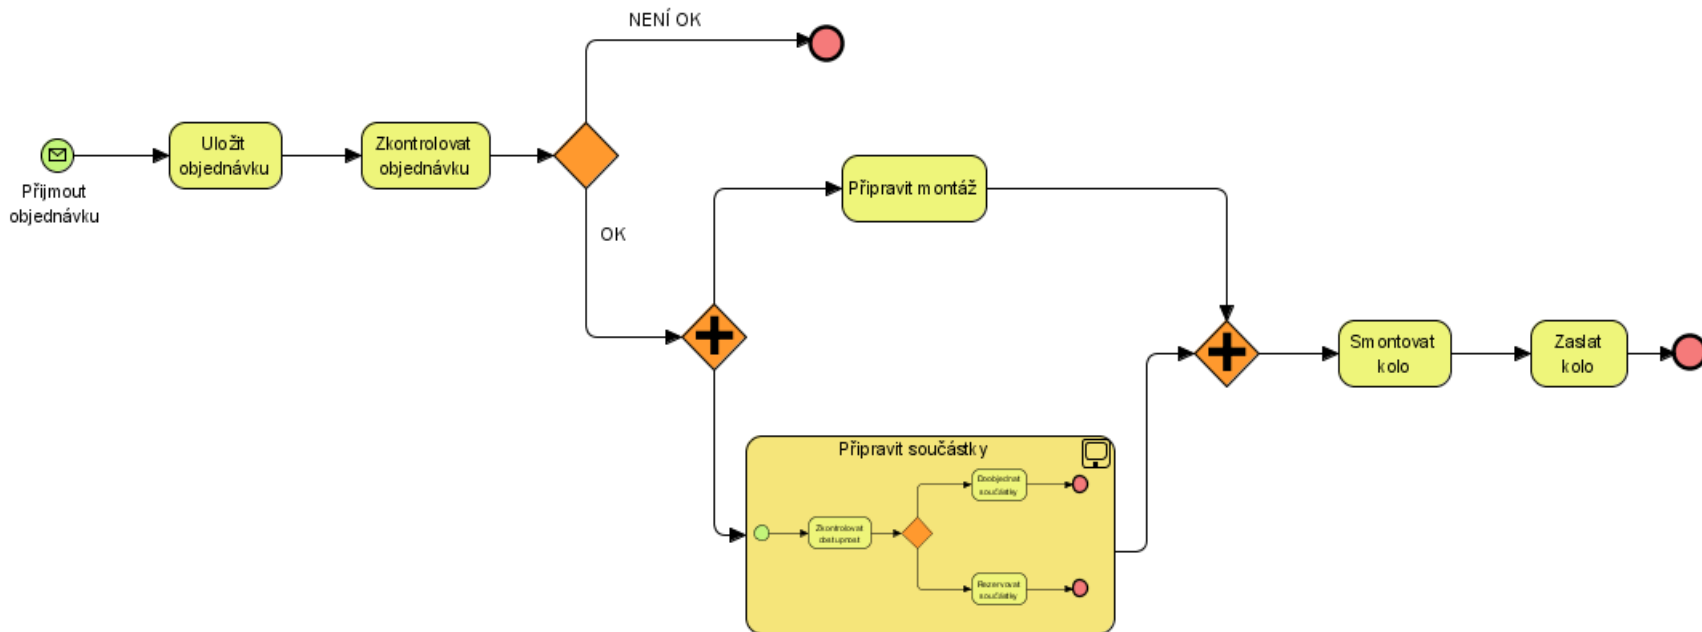 NENÍ OK
Přijmout
objednávku
Uložit
objednávku
Zkontrolovat
objednávku
OK
Připravit montáž
Připravit součástky
Zkontrolovat
dostupnost
Doobjednat
součástky
Rezervovat
součástky
Smontovat
kolo
Zaslat
kolo